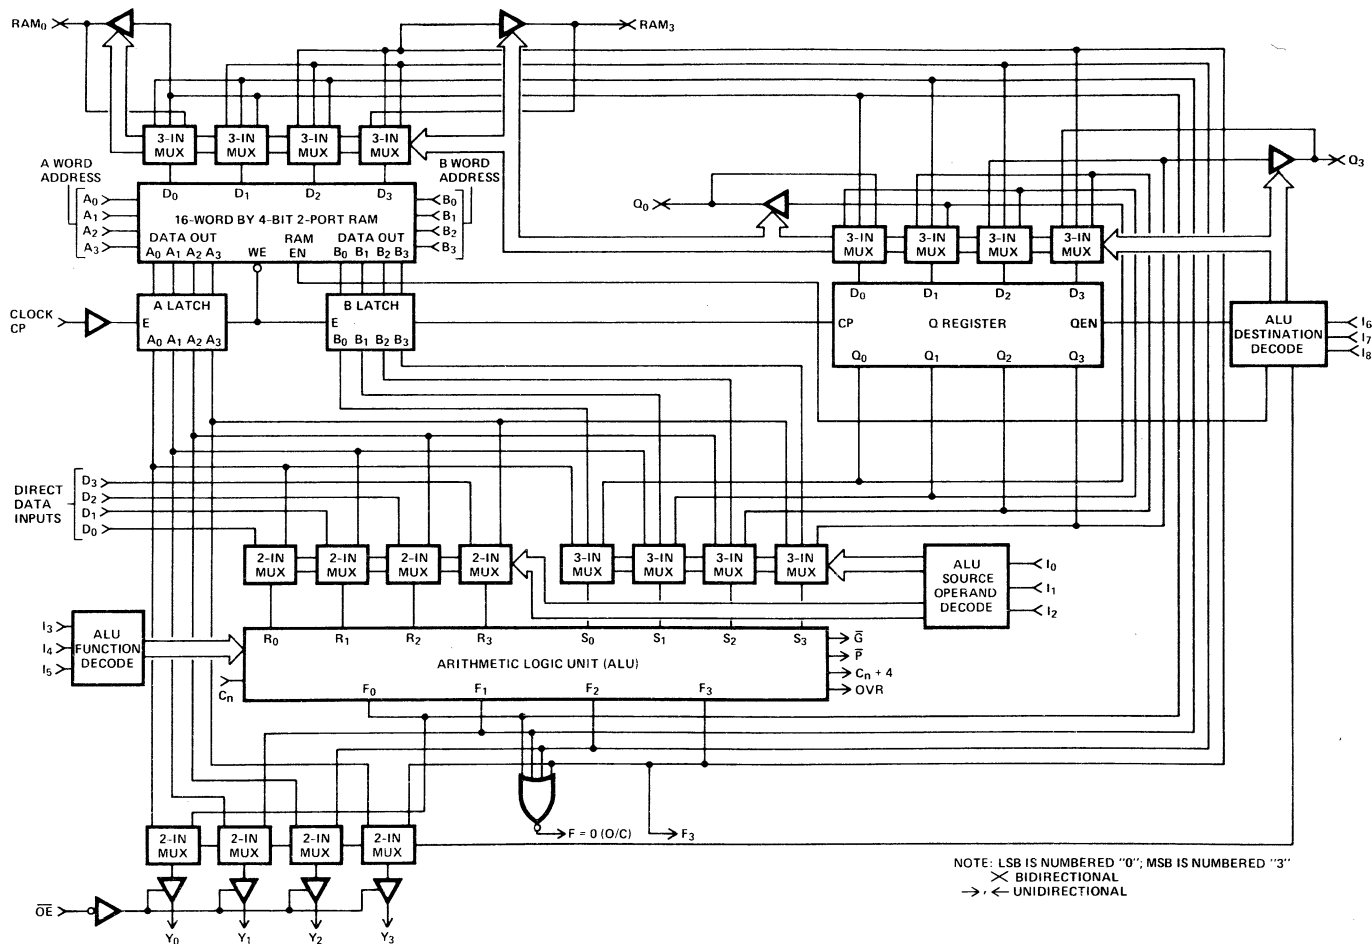 RAM₀
RAM₃
3-IN MUX 3-IN MUX 3-IN MUX 3-IN MUX
A WORD ADDRESS
B WORD ADDRESS
Q₃
Q₀
D₀ D₁ D₂ D₃
A₀
A₁
A₂
A₃
16-WORD BY 4-BIT 2-PORT RAM
B₀
B₁
B₂
B₃
DATA OUT
A₀ A₁ A₂ A₃
WE
RAM EN
DATA OUT
B₀ B₁ B₂ B₃
3-IN MUX 3-IN MUX 3-IN MUX 3-IN MUX
CLOCK CP
A LATCH
E
A₀ A₁ A₂ A₃
B LATCH
E
B₀ B₁ B₂ B₃
D₀ D₁ D₂ D₃
CP
Q REGISTER
QEN
Q₀ Q₁ Q₂ Q₃
ALU DESTINATION DECODE
I₆
I₇
I₈
DIRECT DATA INPUTS
D₃
D₂
D₁
D₀
2-IN MUX 2-IN MUX 2-IN MUX 2-IN MUX
3-IN MUX 3-IN MUX 3-IN MUX 3-IN MUX
ALU SOURCE OPERAND DECODE
I₀
I₁
I₂
I₃
I₄
I₅
ALU FUNCTION DECODE
R₀ R₁ R₂ R₃ S₀ S₁ S₂ S₃
ARITHMETIC LOGIC UNIT (ALU)
Cₙ
F₀ F₁ F₂ F₃
G̅
P̅
Cₙ + 4
OVR
2-IN MUX 2-IN MUX 2-IN MUX 2-IN MUX
F = 0 (O/C)
F₃
O̅E̅
Y₀ Y₁ Y₂ Y₃
NOTE: LSB IS NUMBERED "0"; MSB IS NUMBERED "3"
BIDIRECTIONAL
→ , ← UNIDIRECTIONAL